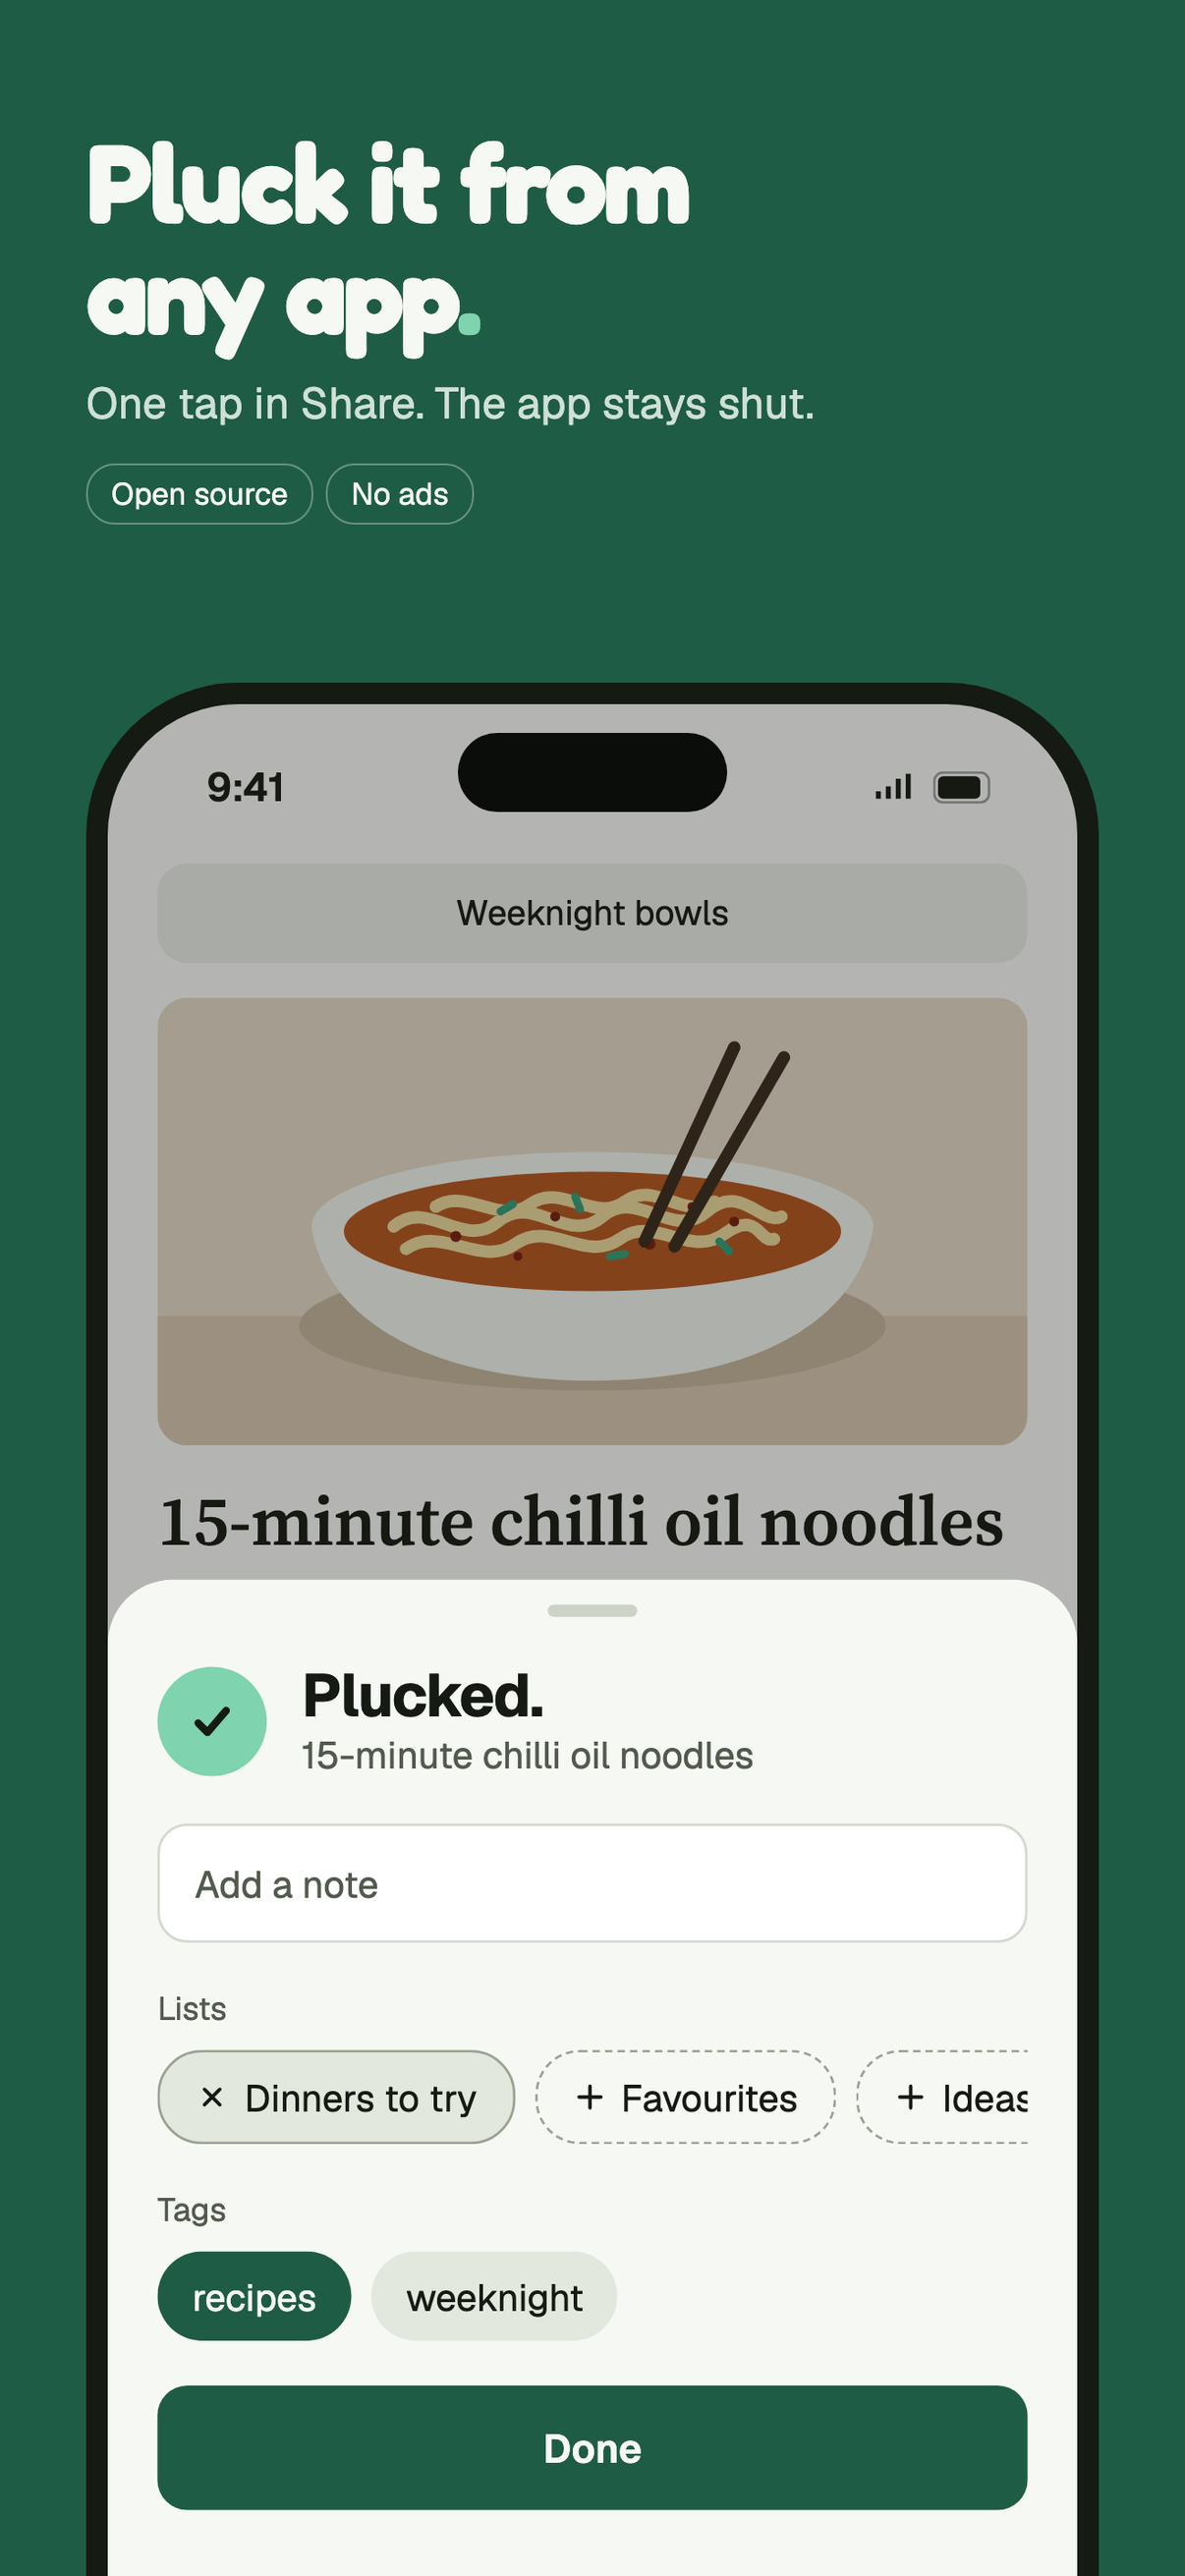 Pluck it from
any app.
One tap in Share. The app stays shut.
Open source No ads
9:41
Weeknight bowls
15-minute chilli oil noodles
Plucked.
15-minute chilli oil noodles
Add a note
Lists
× Dinners to try + Favourites + Ideas
Tags
recipes weeknight
Done